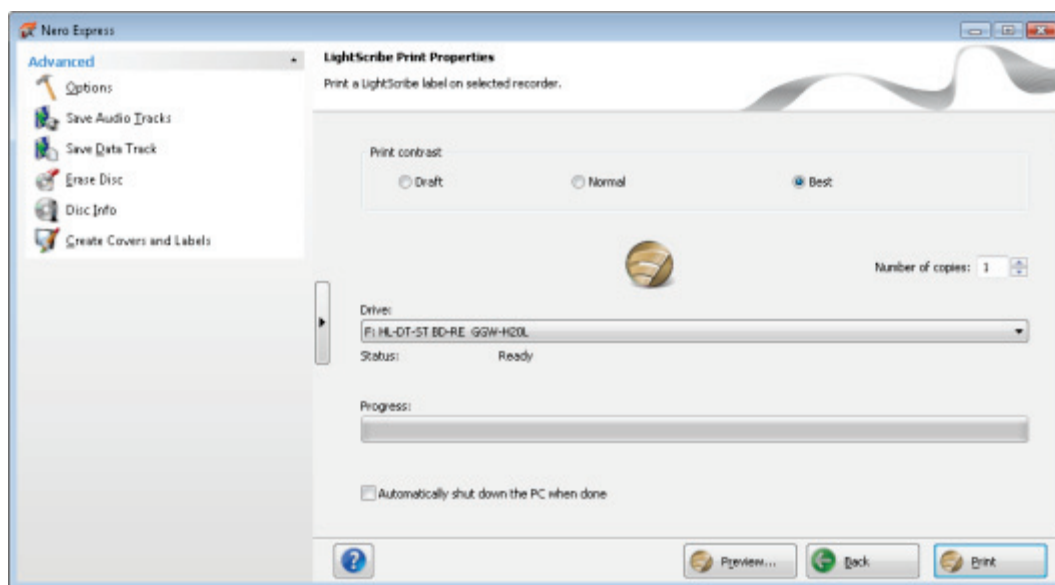 Nero Express
Advanced
Options
Save Audio Tracks
Save Data Track
Erase Disc
Disc Info
Create Covers and Labels
LightScribe Print Properties
Print a LightScribe label on selected recorder.
Print contrast
Draft Normal Best
Number of copies: 1
Drive:
F: HL-DT-ST BD-RE GGW-H20L
Status: Ready
Progress:
Automatically shut down the PC when done
Preview... Back Print